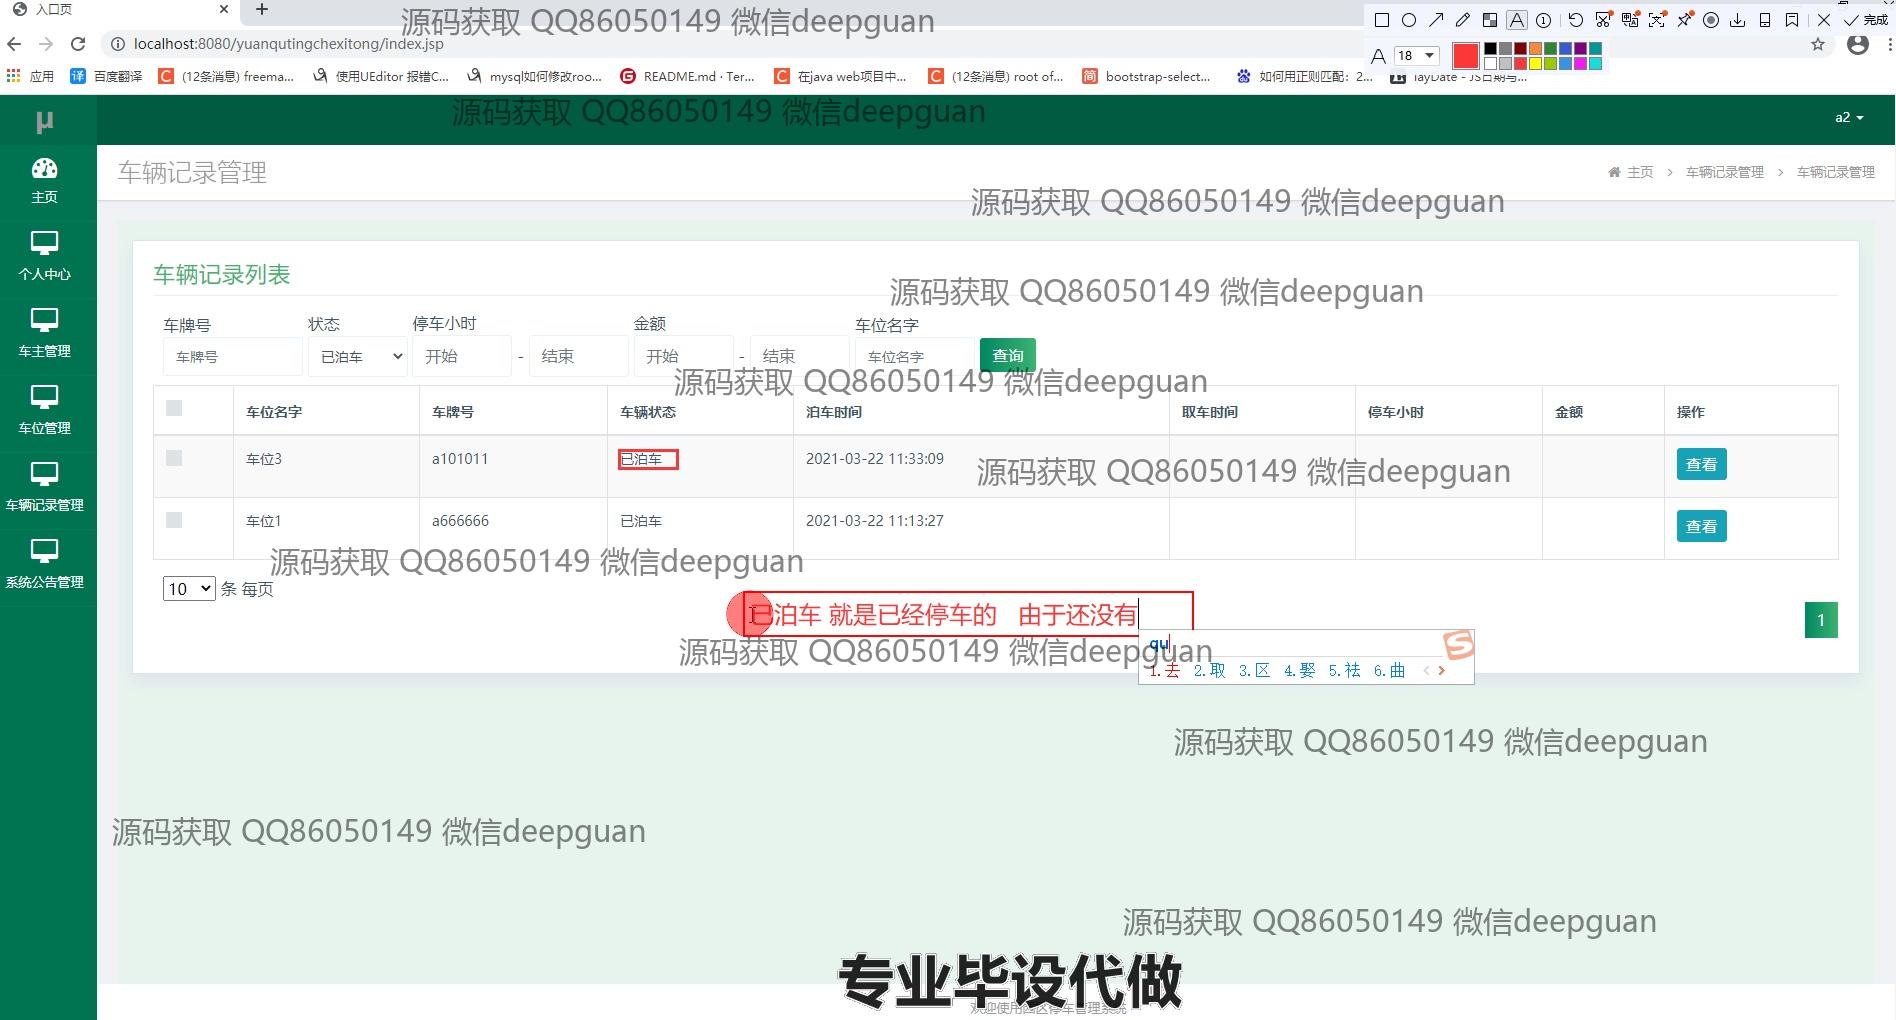 入口页
源码获取 QQ86050149 微信deepguan
18
完成
localhost:8080/yuanqutingchexitong/index.jsp
应用
译 百度翻译
(12条消息) freema...
使用UEditor 报错C...
mysql如何修改roo...
README.md · Ter...
在java web项目中...
(12条消息) root of...
简 bootstrap-select...
如何用正则匹配：2...
layDate - JS日期与...
源码获取 QQ86050149 微信deepguan
μ
a2
车辆记录管理
主页 > 车辆记录管理 > 车辆记录管理
主页
个人中心
车主管理
车位管理
车辆记录管理
系统公告管理
源码获取 QQ86050149 微信deepguan
车辆记录列表
源码获取 QQ86050149 微信deepguan
车牌号 状态 停车小时 金额 车位名字
车牌号 已泊车 开始 - 结束 开始 - 结束 车位名字 查询
源码获取 QQ86050149 微信deepguan
车位名字 车牌号 车辆状态 泊车时间 取车时间 停车小时 金额 操作
车位3 a101011 已泊车 2021-03-22 11:33:09 查看
源码获取 QQ86050149 微信deepguan
车位1 a666666 已泊车 2021-03-22 11:13:27 查看
源码获取 QQ86050149 微信deepguan
10 条 每页
已泊车 就是已经停车的 由于还没有
1
qu
源码获取 QQ86050149 微信deepguan
1.去 2.取 3.区 4.娶 5.祛 6.曲
源码获取 QQ86050149 微信deepguan
源码获取 QQ86050149 微信deepguan
源码获取 QQ86050149 微信deepguan
专业毕设代做
欢迎使用园区停车管理系统